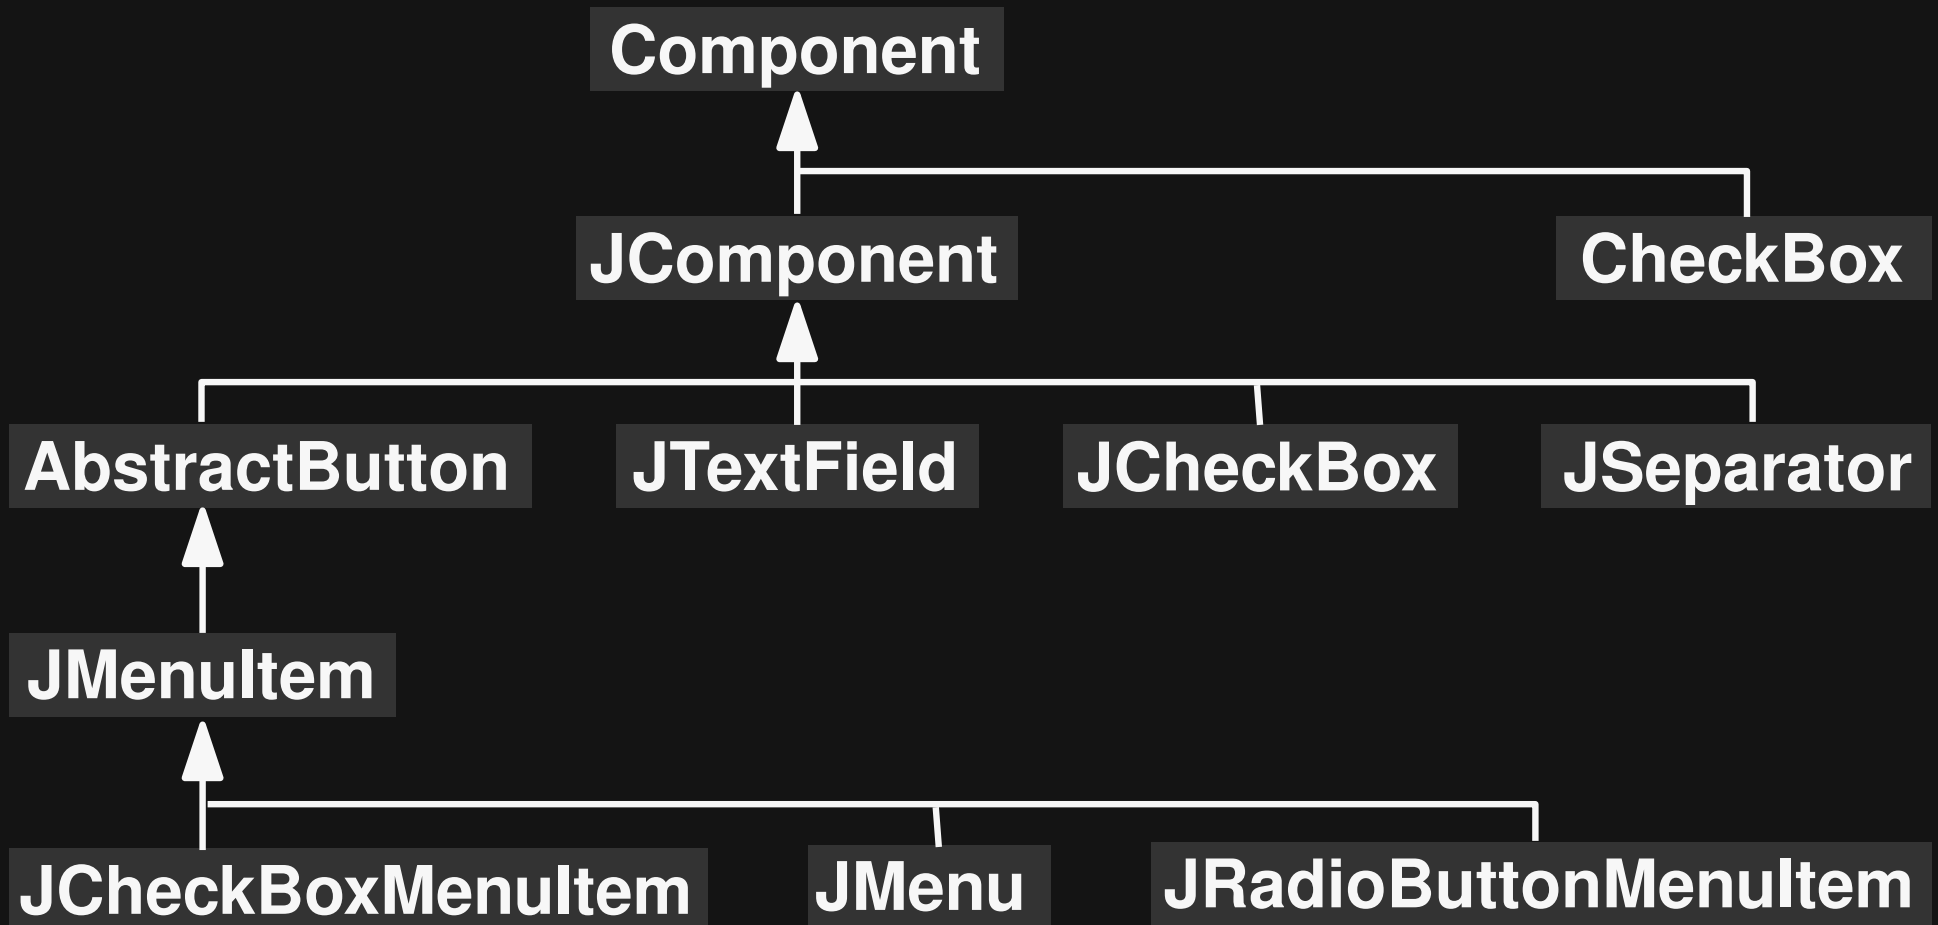 Component
JComponent
CheckBox
AbstractButton
JTextField
JCheckBox
JSeparator
JMenuItem
JCheckBoxMenuItem
JMenu
JRadioButtonMenuItem